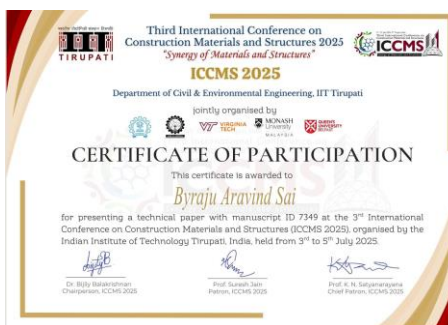 IIT
TIRUPATI
Third International Conference on
Construction Materials and Structures 2025
"Synergy of Materials and Structures"
ICCMS
ICCMS 2025
Department of Civil & Environmental Engineering, IIT Tirupati
jointly organised by
VIRGINIA TECH
MONASH University
MALAYSIA
QUEEN'S UNIVERSITY BELFAST
CERTIFICATE OF PARTICIPATION
This certificate is awarded to
Byraju Aravind Sai
for presenting a technical paper with manuscript ID 7349 at the 3rd International
Conference on Construction Materials and Structures (ICCMS 2025), organised by the
Indian Institute of Technology Tirupati, India, held from 3rd to 5th July 2025.
Dr. Bijily Balakrishnan
Chairperson, ICCMS 2025
Prof. Suresh Jain
Patron, ICCMS 2025
Prof. K. N. Satyanarayana
Chief Patron, ICCMS 2025